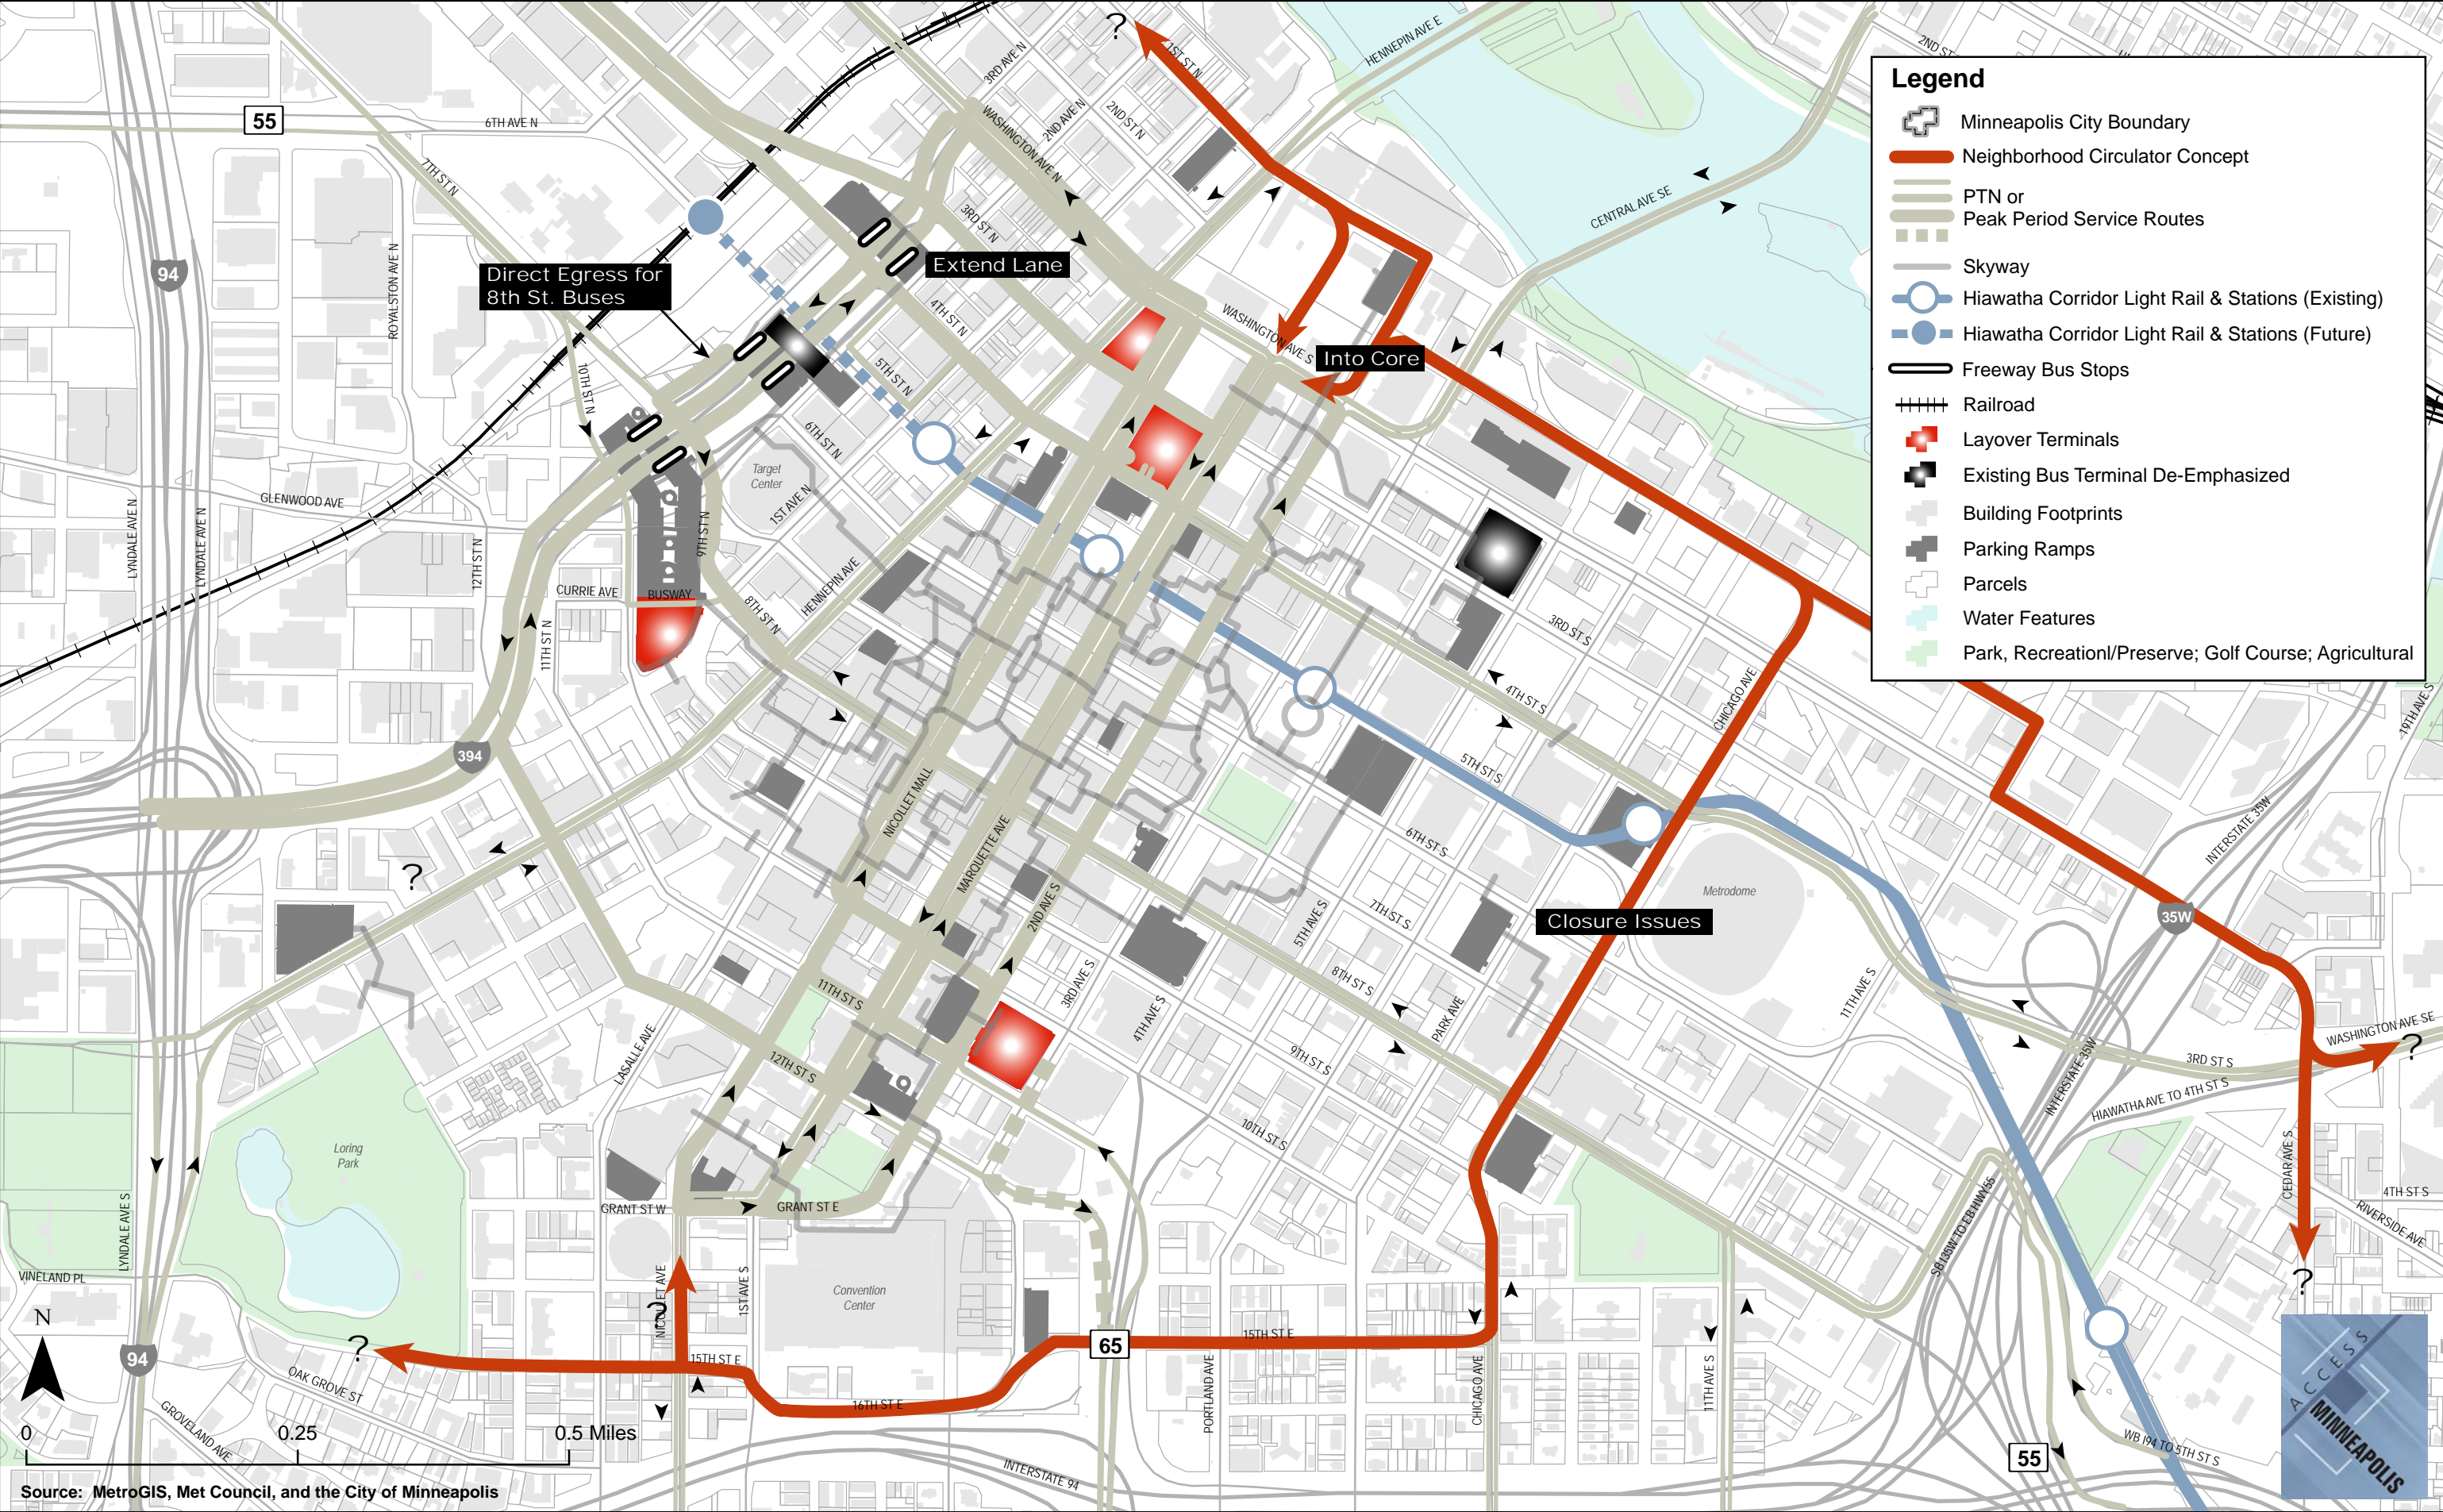 ?
1ST ST N
HENNEPIN AVE E
2ND ST
3RD AVE N
2ND AVE N
2ND ST N
WASHINGTON AVE N
55
6TH AVE N
7TH ST N
Legend
Minneapolis City Boundary
Neighborhood Circulator Concept
PTN or
Peak Period Service Routes
Skyway
Hiawatha Corridor Light Rail & Stations (Existing)
Hiawatha Corridor Light Rail & Stations (Future)
Freeway Bus Stops
Railroad
Layover Terminals
Existing Bus Terminal De-Emphasized
Building Footprints
Parking Ramps
Parcels
Water Features
Park, Recreationl/Preserve; Golf Course; Agricultural
CENTRAL AVE SE
3RD ST N
ROYALSTON AVE N
94
Direct Egress for
8th St. Buses
Extend Lane
4TH ST N
WASHINGTON AVE S
Into Core
5TH ST N
10TH ST N
6TH ST N
Target
Center
1ST AVE N
GLENWOOD AVE
LYNDALE AVE N
LYNDALE AVE N
12TH ST N
9TH ST N
CURRIE AVE
BUSWAY
HENNEPIN AVE
8TH ST N
11TH ST N
3RD ST S
4TH ST S
CHICAGO AVE
19TH AVE S
394
5TH ST S
NICOLLET MALL
MARQUETTE AVE
6TH ST S
INTERSTATE 35W
?
2ND AVE S
Metrodome
7TH ST S
5TH AVE S
Closure Issues
35W
3RD AVE S
8TH ST S
11TH ST S
4TH AVE S
PARK AVE
11TH AVE S
LASALLE AVE
12TH ST S
9TH ST S
WASHINGTON AVE SE
?
3RD ST S
INTERSTATE 35W
HIAWATHA AVE TO 4TH ST S
10TH ST S
Loring
Park
CEDAR AVE S
4TH ST S
RIVERSIDE AVE
GRANT ST W
GRANT ST E
LYNDALE AVE S
SB I35W TO EB HWY55
VINELAND PL
NICOLLET AVE
1ST AVE S
Convention
Center
?
?
N
?
94
15TH ST E
65
15TH ST E
OAK GROVE ST
16TH ST E
PORTLAND AVE
CHICAGO AVE
11TH AVE S
GROVELAND AVE
0
0.25
0.5 Miles
INTERSTATE 94
55
WB I94 TO 5TH ST S
ACCESS
MINNEAPOLIS
Source: MetroGIS, Met Council, and the City of Minneapolis